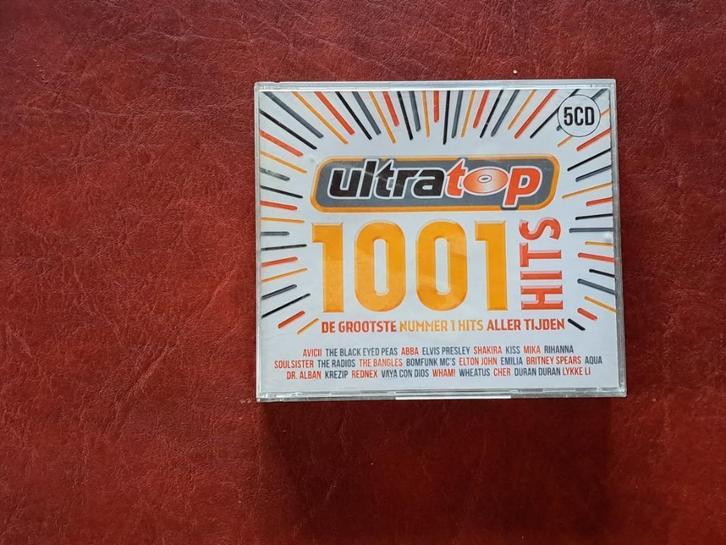 5CD
ultratop
1001
HITS
DE GROOTSTE NUMMER 1 HITS ALLER TIJDEN
AVICII THE BLACK EYED PEAS ABBA ELVIS PRESLEY SHAKIRA KISS MIKA RIHANNA
SOULSISTER THE RADIOS THE BANGLES BOMFUNK MC'S ELTON JOHN EMILIA BRITNEY SPEARS AQUA
DR. ALBAN KREZIP REDNEX VAYA CON DIOS WHAM! WHEATUS CHER DURAN DURAN LYKKE LI